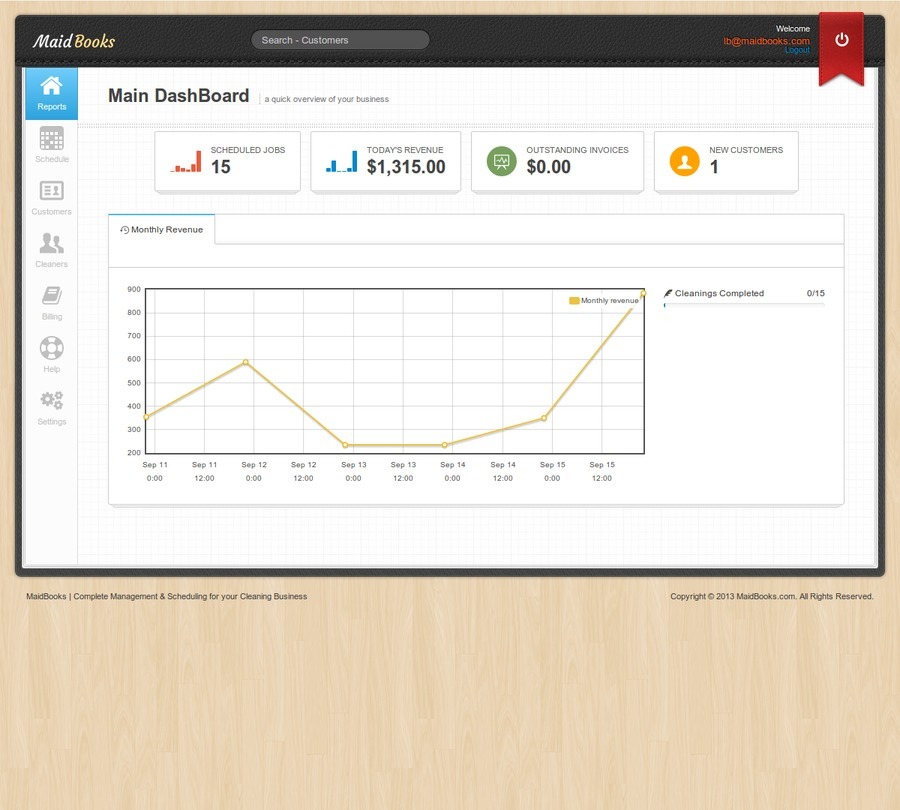 MaidBooks
Search - Customers
Welcome
lb@maidbooks.com
Logout
Reports
Schedule
Customers
Cleaners
Billing
Help
Settings
Main DashBoard
a quick overview of your business
SCHEDULED JOBS
15
TODAY'S REVENUE
$1,315.00
OUTSTANDING INVOICES
$0.00
NEW CUSTOMERS
1
Monthly Revenue
900
800
700
600
500
400
300
200
Monthly revenue
Sep 11 Sep 11 Sep 12 Sep 12 Sep 13 Sep 13 Sep 14 Sep 14 Sep 15 Sep 15
0:00 12:00 0:00 12:00 0:00 12:00 0:00 12:00 0:00 12:00
Cleanings Completed 0/15
MaidBooks | Complete Management & Scheduling for your Cleaning Business
Copyright © 2013 MaidBooks.com. All Rights Reserved.